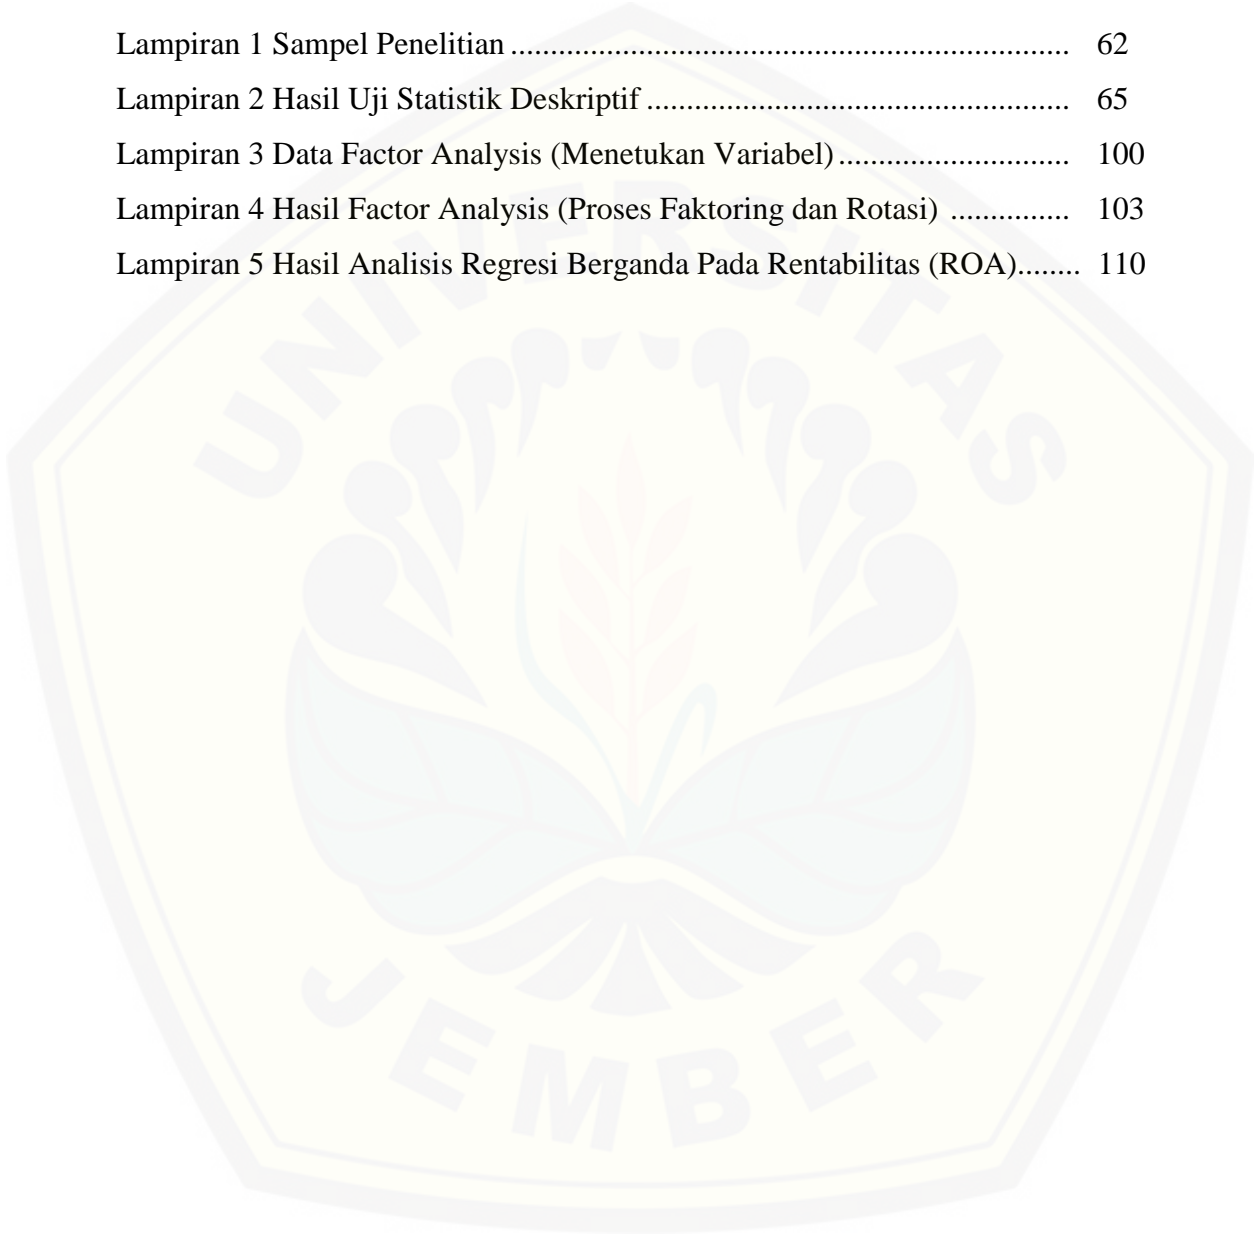 Lampiran 1 Sampel Penelitian ...................................................................... 62
Lampiran 2 Hasil Uji Statistik Deskriptif ..................................................... 65
Lampiran 3 Data Factor Analysis (Menetukan Variabel) ............................. 100
Lampiran 4 Hasil Factor Analysis (Proses Faktoring dan Rotasi) ............... 103
Lampiran 5 Hasil Analisis Regresi Berganda Pada Rentabilitas (ROA)........ 110
UNIVERSITAS
JEMBER